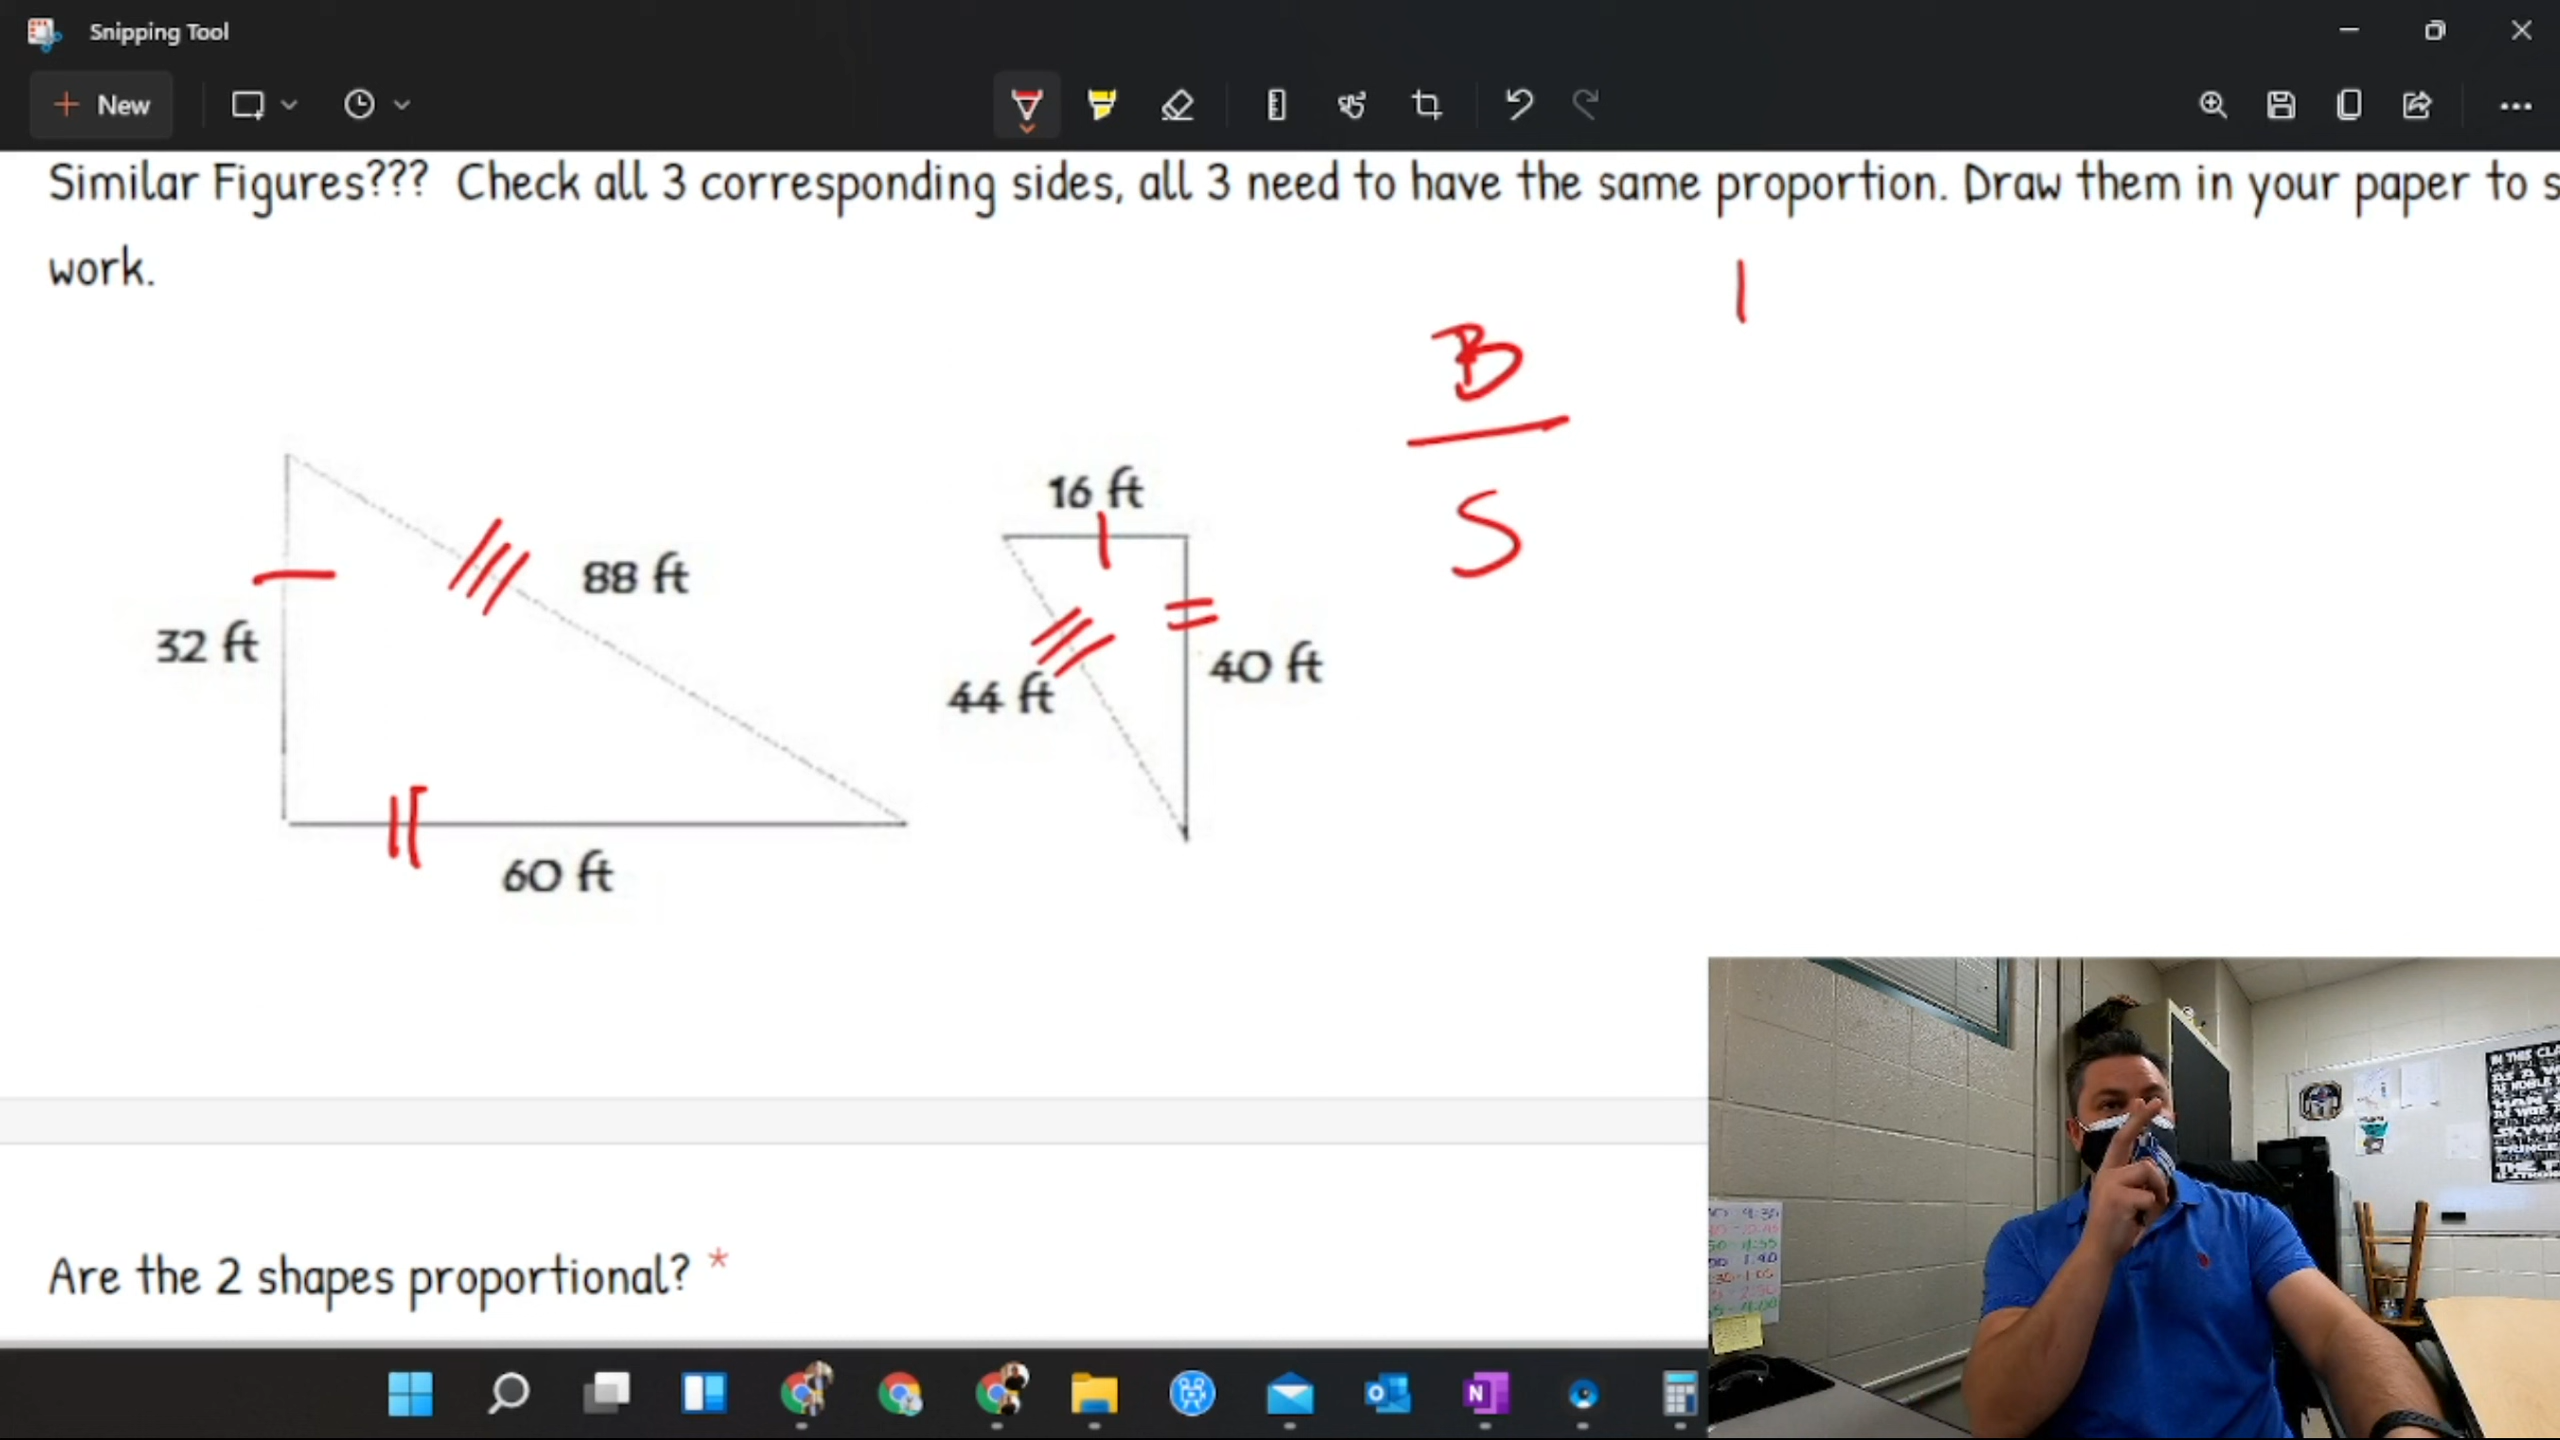 Snipping Tool
New
Similar Figures??? Check all 3 corresponding sides, all 3 need to have the same proportion. Draw them in your paper to s
work.
B
S
16 ft
88 ft
32 ft
40 ft
44 ft
60 ft
Are the 2 shapes proportional? *